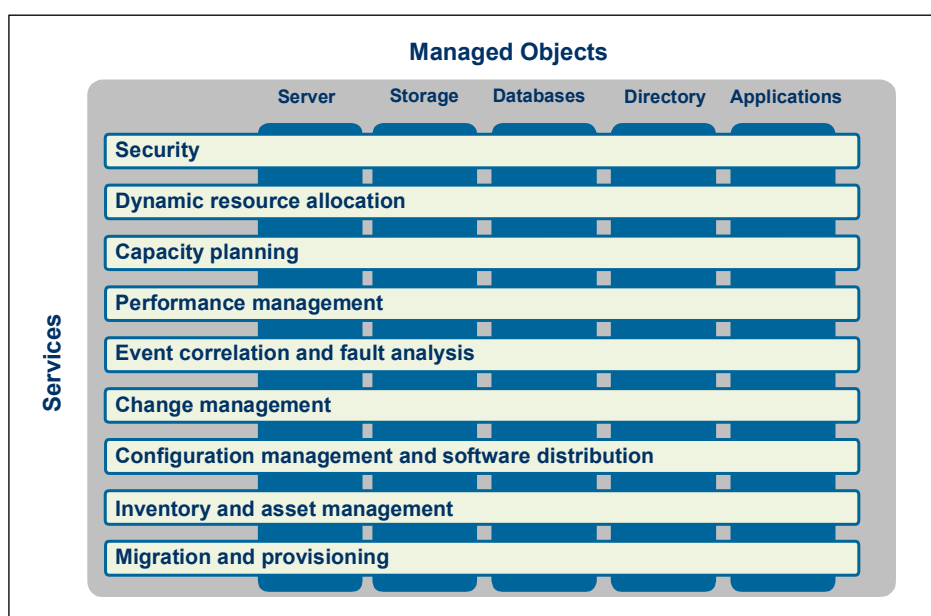 Managed Objects
Server Storage Databases Directory Applications
Security
Dynamic resource allocation
Capacity planning
Performance management
Event correlation and fault analysis
Change management
Configuration management and software distribution
Inventory and asset management
Migration and provisioning
Services